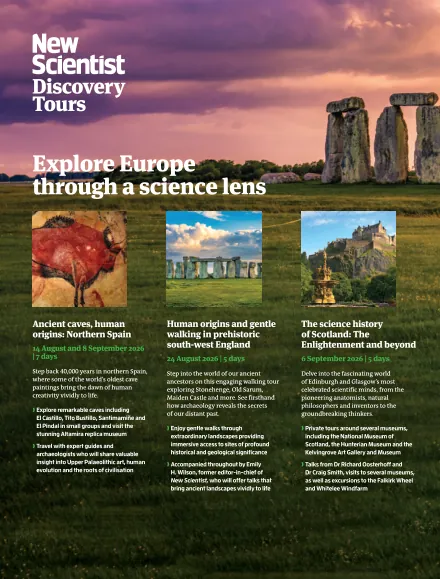 New
Scientist
Discovery
Tours
Explore Europe
through a science lens
Ancient caves, human
origins: Northern Spain
14 August and 8 September 2026
| 7 days
Step back 40,000 years in northern Spain,
where some of the world's oldest cave
paintings bring the dawn of human
creativity vividly to life.
› Explore remarkable caves including
El Castillo, Tito Bustillo, Santimamiñe and
El Pindal in small groups and visit the
stunning Altamira replica museum
› Travel with expert guides and
archaeologists who will share valuable
insight into Upper Palaeolithic art, human
evolution and the roots of civilisation
Human origins and gentle
walking in prehistoric
south-west England
24 August 2026 | 5 days
Step into the world of our ancient
ancestors on this engaging walking tour
exploring Stonehenge, Old Sarum,
Maiden Castle and more. See firsthand
how archaeology reveals the secrets
of our distant past.
› Enjoy gentle walks through
extraordinary landscapes providing
immersive access to sites of profound
historical and geological significance
› Accompanied throughout by Emily
H. Wilson, former editor-in-chief of
New Scientist, who will offer talks that
bring ancient landscapes vividly to life
The science history
of Scotland: The
Enlightenment and beyond
6 September 2026 | 5 days
Delve into the fascinating world
of Edinburgh and Glasgow's most
celebrated scientific minds, from the
pioneering anatomists, natural
philosophers and inventors to the
groundbreaking thinkers.
› Private tours around several museums,
including the National Museum of
Scotland, the Hunterian Museum and the
Kelvingrove Art Gallery and Museum
› Talks from Dr Richard Oosterhoff and
Dr Craig Smith, visits to several museums,
as well as excursions to the Falkirk Wheel
and Whitelee Windfarm